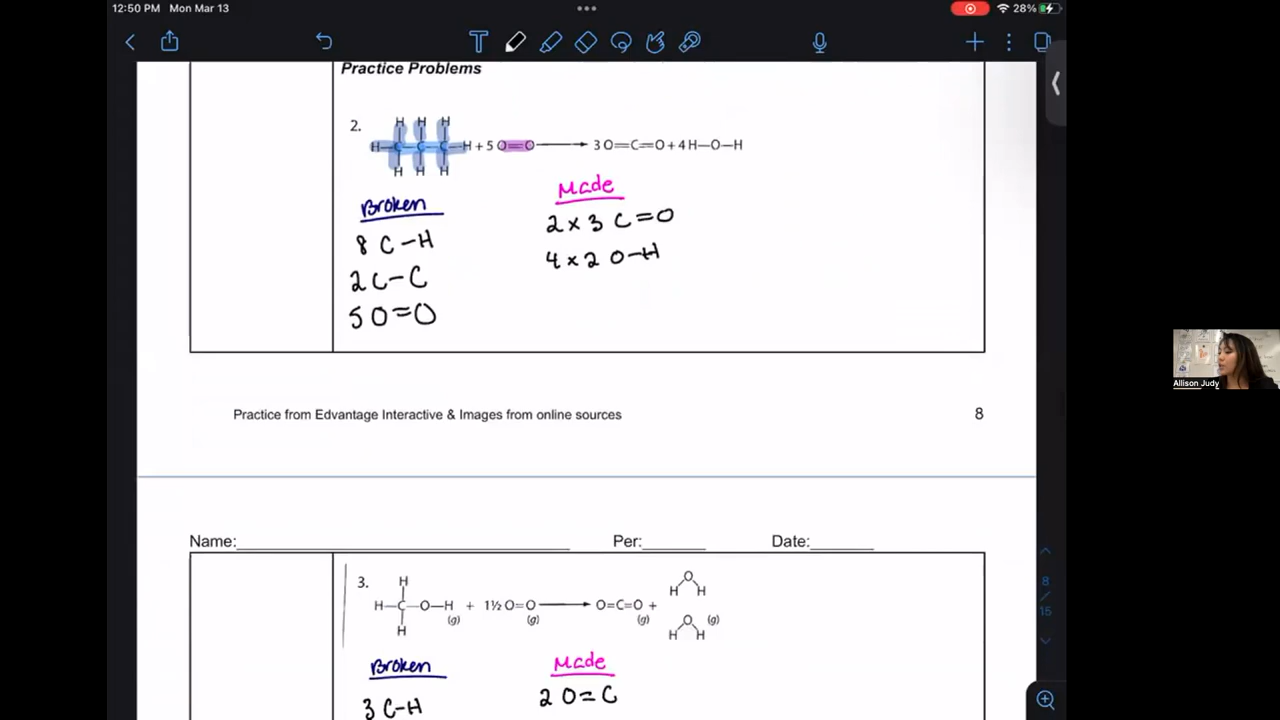 12:50 PM Mon Mar 13
28%
Practice Problems
2.
H H H
H—C—C—C—H + 5 O=O → 3 O=C=O + 4 H—O—H
H H H
Broken
Made
8 C-H
2 x 3 C=O
2 C-C
4 x 2 O-H
5 O=O
Practice from Edvantage Interactive & Images from online sources
8
Name:
Per:
Date:
3.
H
H—C—O—H + 1½ O=O → O=C=O +
H
(g)
(g)
(g)
O
H H
O
H H
(g)
Broken
Made
3 C-H
2 O=C
8
/
15
Allison Judy